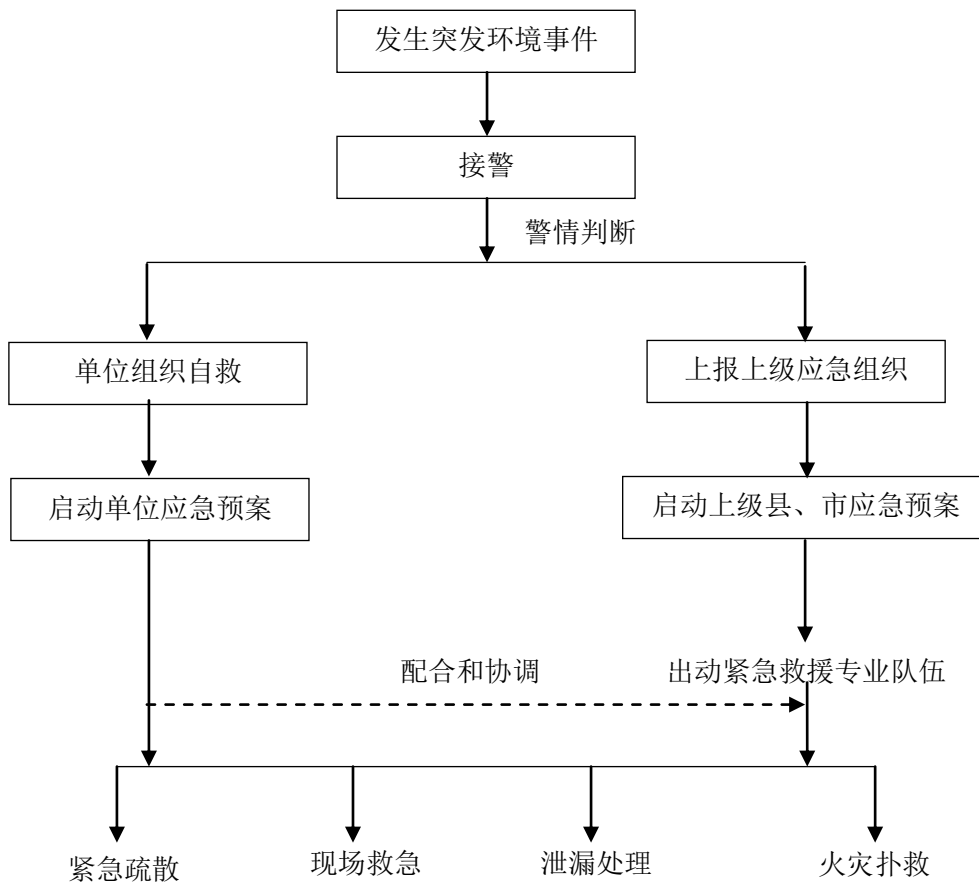 发生突发环境事件
接警
警情判断
单位组织自救
上报上级应急组织
启动单位应急预案
启动上级县、市应急预案
配合和协调
出动紧急救援专业队伍
紧急疏散
现场救急
泄漏处理
火灾扑救